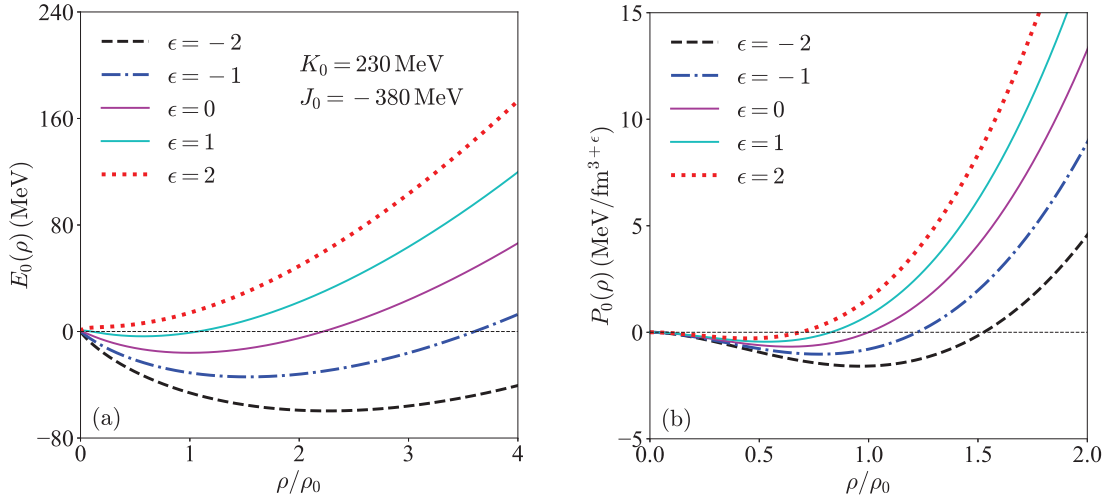 240
160
80
0
−80
E₀(ρ) (MeV)
ϵ = −2
ϵ = −1
ϵ = 0
ϵ = 1
ϵ = 2
K₀ = 230 MeV
J₀ = −380 MeV
(a)
0 1 2 3 4
ρ/ρ₀
15
10
5
0
−5
P₀(ρ) (MeV/fm³⁺ᵋ)
ϵ = −2
ϵ = −1
ϵ = 0
ϵ = 1
ϵ = 2
(b)
0.0 0.5 1.0 1.5 2.0
ρ/ρ₀